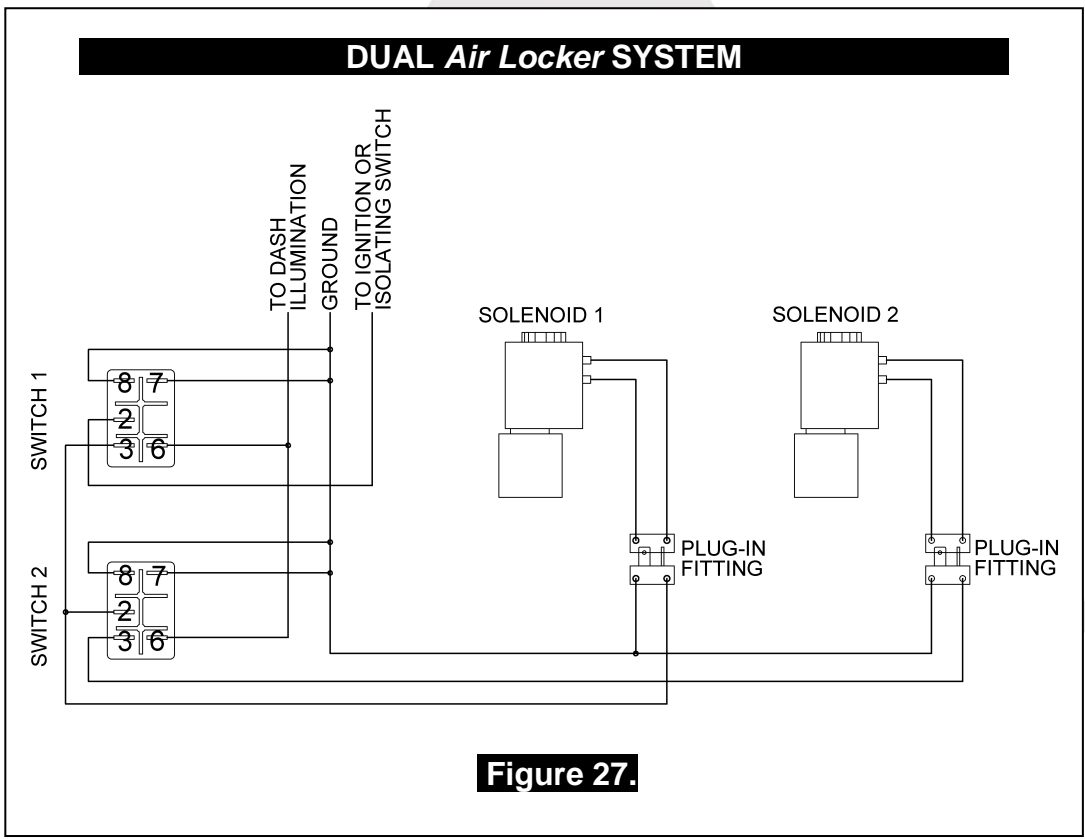 DUAL Air Locker SYSTEM
TO DASH
ILLUMINATION
GROUND
TO IGNITION OR
ISOLATING SWITCH
SOLENOID 1
SOLENOID 2
SWITCH 1
8 7
2
3 6
SWITCH 2
8 7
2
3 6
PLUG-IN
FITTING
PLUG-IN
FITTING
Figure 27.